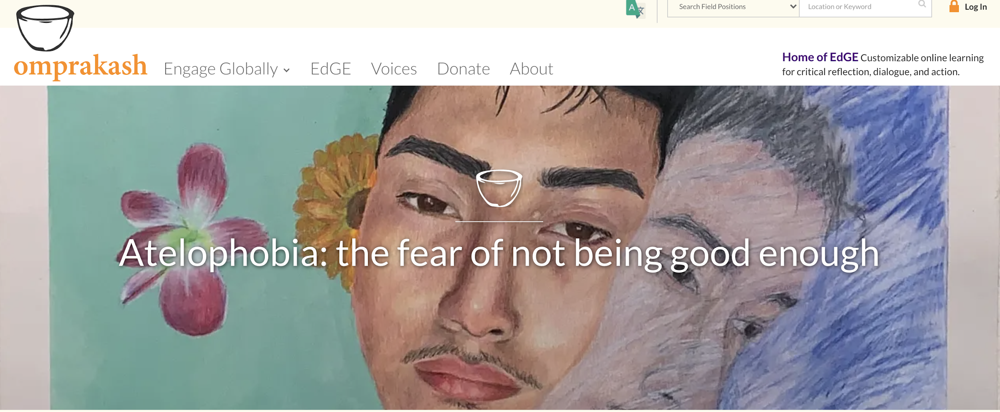 A 文
Search Field Positions
Location or Keyword
Log In
omprakash
Engage Globally
EdGE
Voices
Donate
About
Home of EdGE Customizable online learning
for critical reflection, dialogue, and action.
Atelophobia: the fear of not being good enough